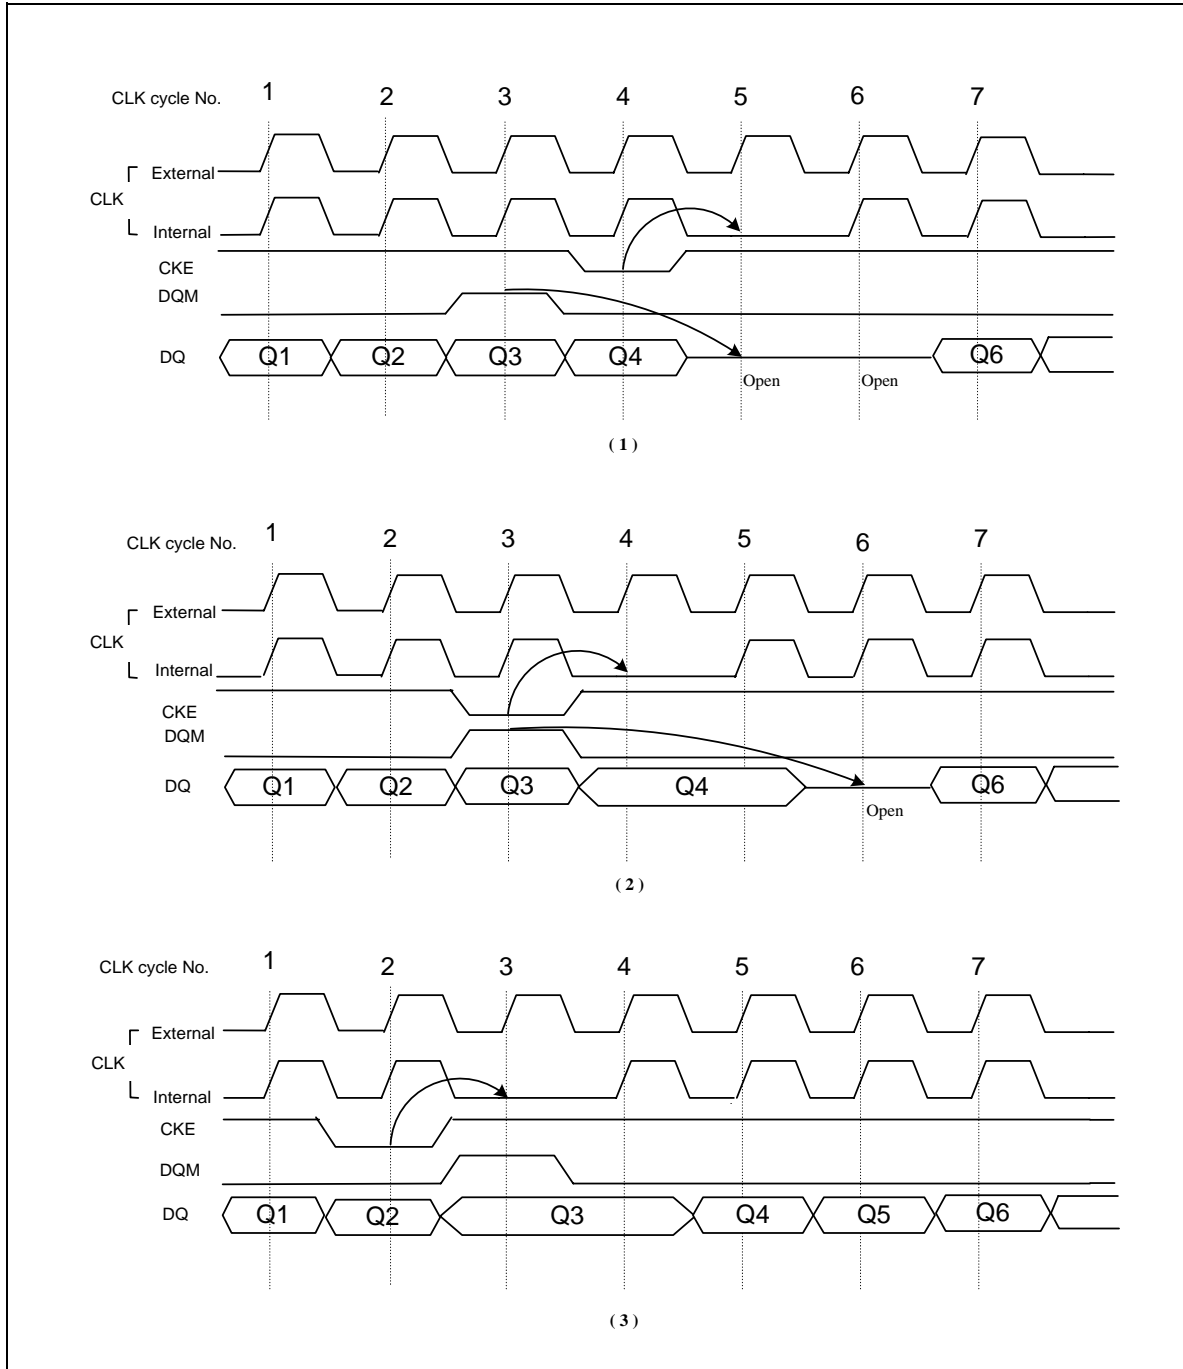 CLK cycle No. 1 2 3 4 5 6 7
External
CLK
Internal
CKE
DQM
DQ Q1 Q2 Q3 Q4 Q6
Open Open
( 1 )
CLK cycle No. 1 2 3 4 5 6 7
External
CLK
Internal
CKE
DQM
DQ Q1 Q2 Q3 Q4 Q6
Open
( 2 )
CLK cycle No. 1 2 3 4 5 6 7
External
CLK
Internal
CKE
DQM
DQ Q1 Q2 Q3 Q4 Q5 Q6
( 3 )